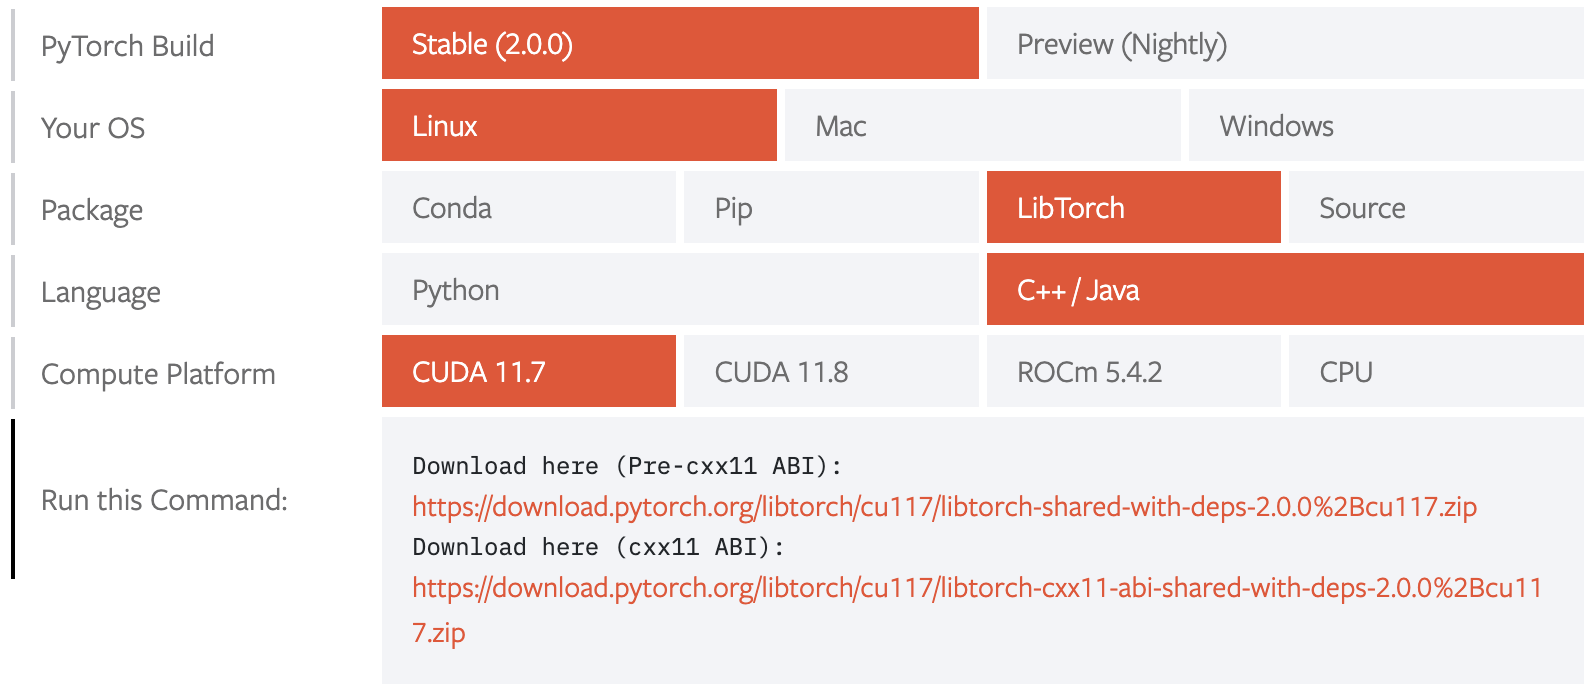 PyTorch Build Stable (2.0.0) Preview (Nightly)
Your OS Linux Mac Windows
Package Conda Pip LibTorch Source
Language Python C++ / Java
Compute Platform CUDA 11.7 CUDA 11.8 ROCm 5.4.2 CPU
Run this Command:
Download here (Pre-cxx11 ABI):
https://download.pytorch.org/libtorch/cu117/libtorch-shared-with-deps-2.0.0%2Bcu117.zip
Download here (cxx11 ABI):
https://download.pytorch.org/libtorch/cu117/libtorch-cxx11-abi-shared-with-deps-2.0.0%2Bcu11
7.zip